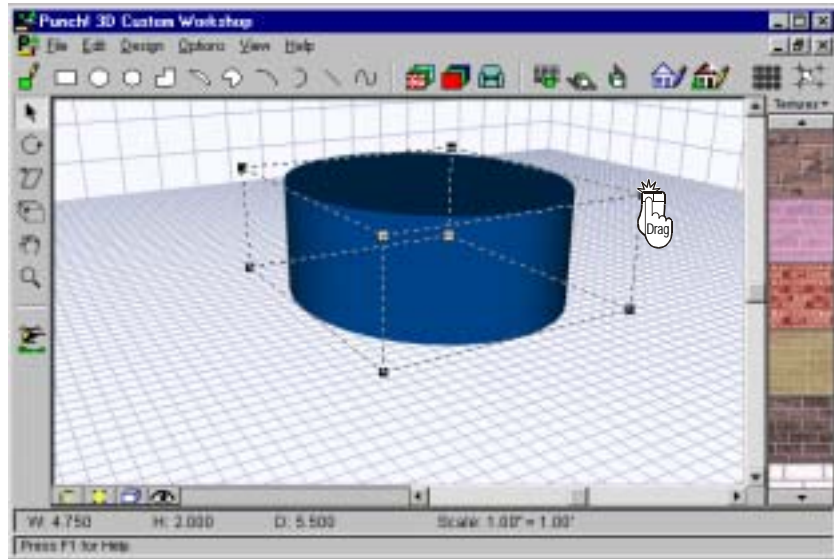 Punch! 3D Custom Workshop
File Edit Design Options View Help
Textures
Drag
W: 4.750 H: 2.000 D: 5.500 Scale: 1.00" = 1.00"
Press F1 for Help